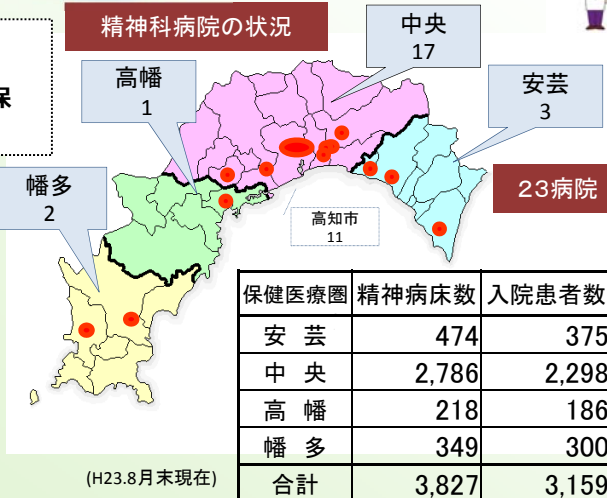 保
精神科病院の状況
中央
17
高幡
1
安芸
3
幡多
2
23病院
高知市
11
保健医療圏 精神病床数 入院患者数
安 芸 474 375
中 央 2,786 2,298
高 幡 218 186
幡 多 349 300
合計 3,827 3,159
(H23.8月末現在)